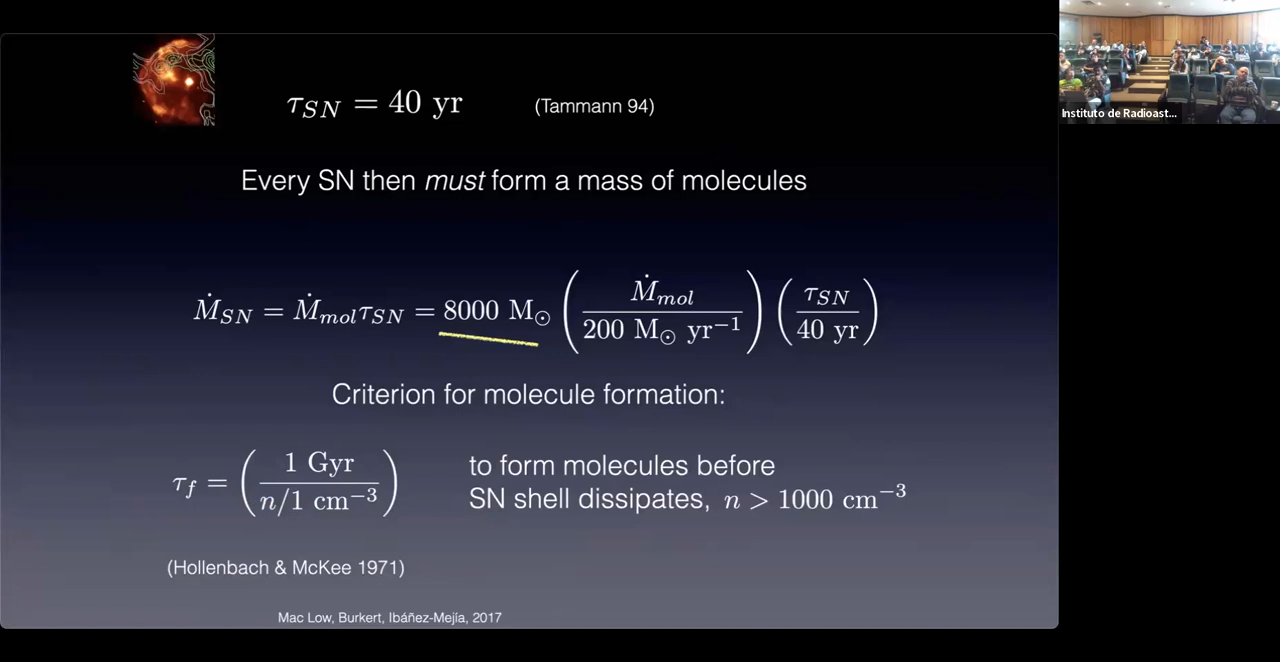 τ_SN = 40 yr (Tammann 94)
Instituto de Radioast...
Every SN then must form a mass of molecules
Ṁ_SN = Ṁ_mol τ_SN = 8000 M_⊙ (Ṁ_mol / 200 M_⊙ yr⁻¹) (τ_SN / 40 yr)
Criterion for molecule formation:
τ_f = (1 Gyr / n/1 cm⁻³)
to form molecules before
SN shell dissipates, n > 1000 cm⁻³
(Hollenbach & McKee 1971)
Mac Low, Burkert, Ibáñez-Mejía, 2017